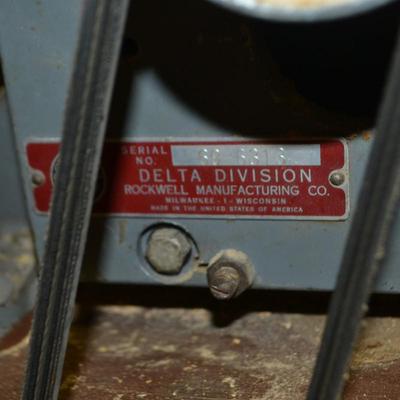 SERIAL
NO.
DELTA DIVISION
ROCKWELL MANUFACTURING CO.
MILWAUKEE - 1 - WISCONSIN
MADE IN THE UNITED STATES OF AMERICA